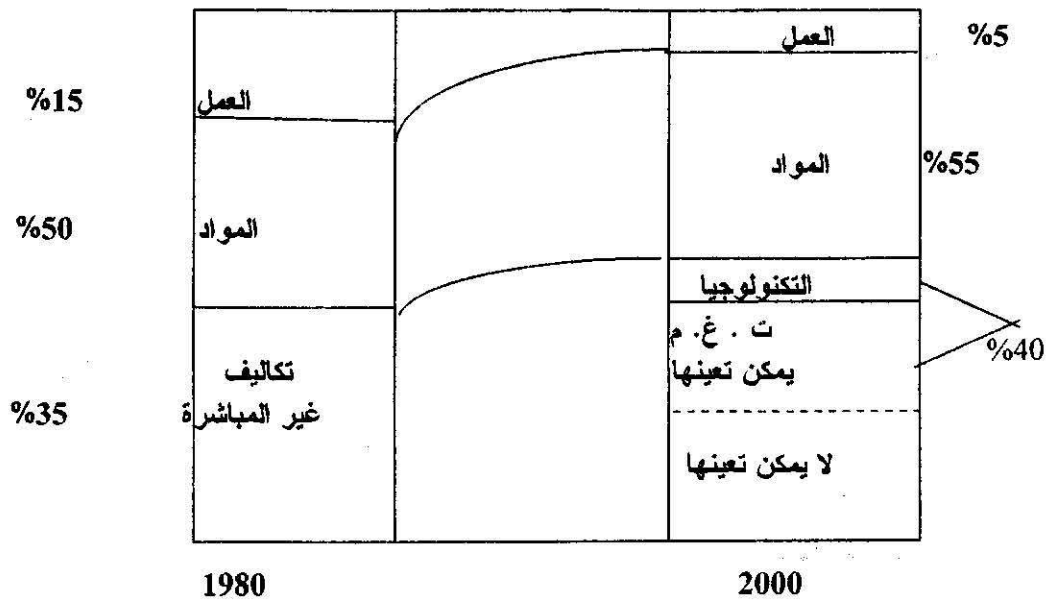 العمل
%5
%15
العمل
المواد
%55
%50
المواد
التكنولوجيا
ت . غ. م
يمكن تعينها
%40
تكاليف
غير المباشرة
%35
لا يمكن تعينها
1980
2000